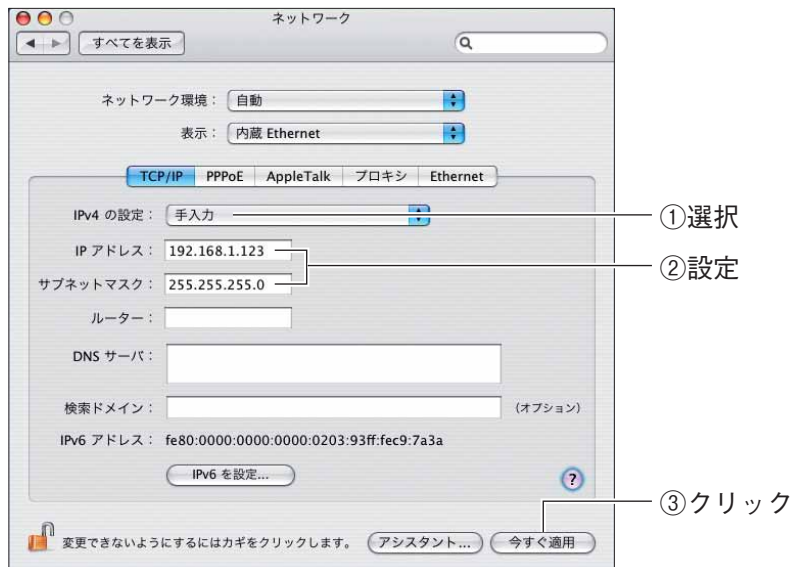 ネットワーク
すべてを表示
ネットワーク環境： 自動
表示： 内蔵 Ethernet
TCP/IP PPPoE AppleTalk プロキシ Ethernet
IPv4 の設定： 手入力
①選択
IP アドレス： 192.168.1.123
②設定
サブネットマスク： 255.255.255.0
ルーター：
DNS サーバ：
検索ドメイン： (オプション)
IPv6 アドレス： fe80:0000:0000:0000:0203:93ff:fec9:7a3a
IPv6 を設定... ?
③クリック
変更できないようにするにはカギをクリックします。 アシスタント... 今すぐ適用